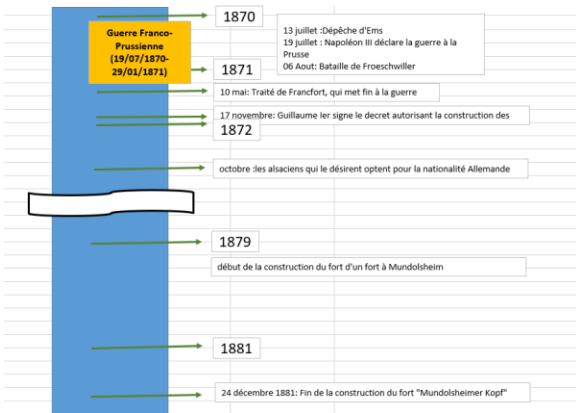 1870
Guerre Franco-
Prussienne
(19/07/1870-
29/01/1871)
13 juillet :Dépêche d'Ems
19 juillet : Napoléon III déclare la guerre à la
Prusse
06 Aout: Bataille de Froeschwiller
1871
10 mai: Traité de Francfort, qui met fin à la guerre
17 novembre: Guillaume Ier signe le decret autorisant la construction des
1872
octobre :les alsaciens qui le désirent optent pour la nationalité Allemande
1879
début de la construction du fort d'un fort à Mundolsheim
1881
24 décembre 1881: Fin de la construction du fort "Mundolsheimer Kopf"